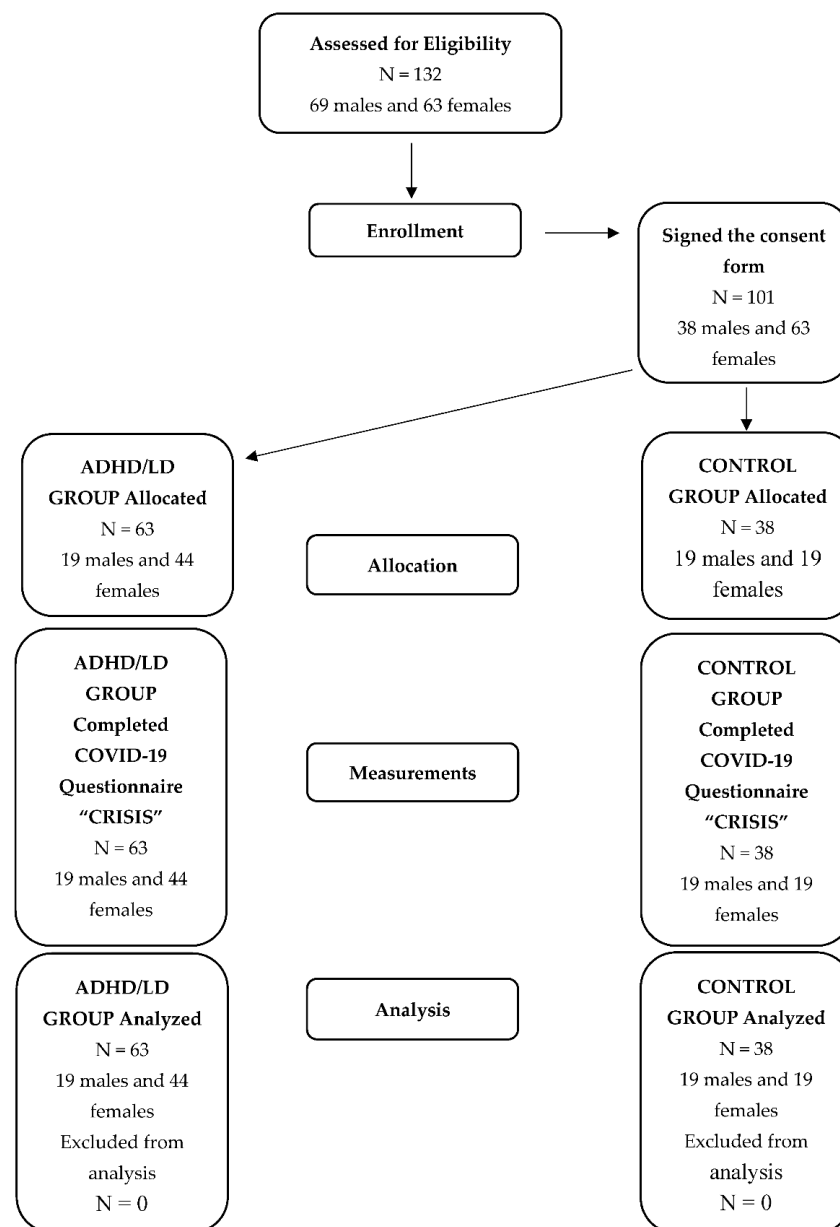 Assessed for Eligibility
N = 132
69 males and 63 females
Enrollment
Signed the consent
form
N = 101
38 males and 63
females
ADHD/LD
GROUP Allocated
N = 63
19 males and 44
females
Allocation
CONTROL
GROUP Allocated
N = 38
19 males and 19
females
ADHD/LD
GROUP
Completed
COVID-19
Questionnaire
“CRISIS”
N = 63
19 males and 44
females
Measurements
CONTROL
GROUP
Completed
COVID-19
Questionnaire
“CRISIS”
N = 38
19 males and 19
females
ADHD/LD
GROUP Analyzed
N = 63
19 males and 44
females
Excluded from
analysis
N = 0
Analysis
CONTROL
GROUP Analyzed
N = 38
19 males and 19
females
Excluded from
analysis
N = 0